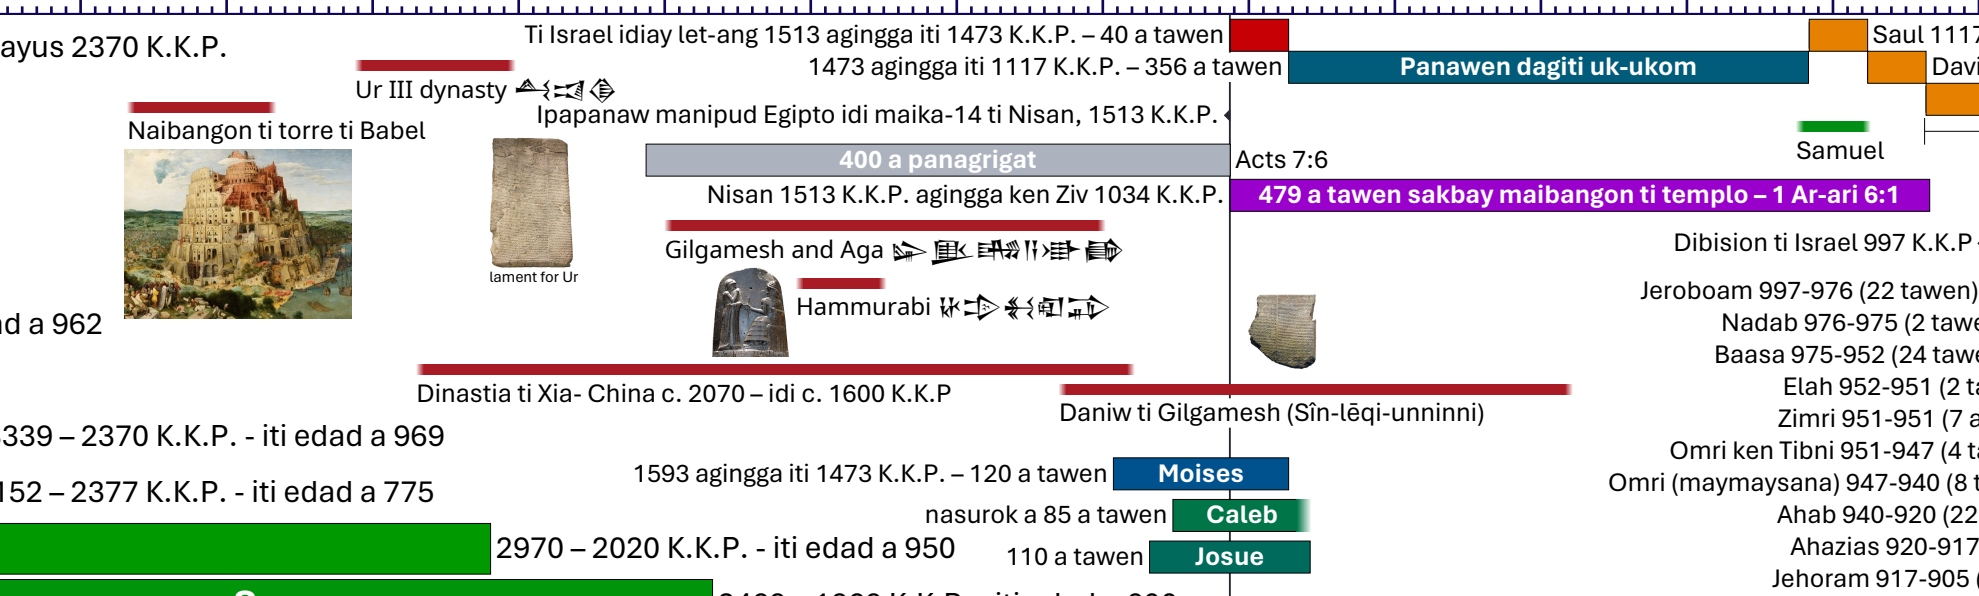 2370 K.K.P.
Ti Israel idiay let-ang 1513 agingga iti 1473 K.K.P. – 40 a tawen
Saul
1473 agingga iti 1117 K.K.P. – 356 a tawen
Panawen dagiti uk-ukom
Ur III dynasty
Ipapanaw manipud Egipto idi maika-14 ti Nisan, 1513 K.K.P.
Naibangon ti torre ti Babel
Samuel
400 a panagrigat
Acts 7:6
Nisan 1513 K.K.P. agingga ken Ziv 1034 K.K.P.
479 a tawen sakbay maibangon ti templo – 1 Ar-ari 6:1
Gilgamesh and Aga
Dibision ti Israel 997 K.K.P
lament for Ur
Hammurabi
Jeroboam 997-976 (22 tawen)
a 962
Nadab 976-975 (2
Baasa 975-952 (24
Dinastia ti Xia- China c. 2070 – idi c. 1600 K.K.P
Elah 952-951 (2
Daniw ti Gilgamesh (Sîn-lēqi-unninni)
Zimri 951-951 (7
– 2370 K.K.P. - iti edad a 969
Omri ken Tibni 951-947 (4
1593 agingga iti 1473 K.K.P. – 120 a tawen
Moises
Omri (maymaysana) 947-940 (8
– 2377 K.K.P. - iti edad a 775
nasurok a 85 a tawen
Caleb
Ahab 940-920 (22
2970 – 2020 K.K.P. - iti edad a 950
110 a tawen
Josue
Ahazias 920-917
Jehoram 917-905